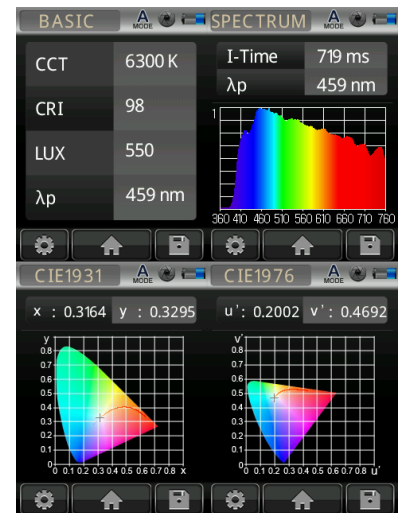 BASIC
A
MODE
CCT 6300 K
CRI 98
LUX 550
λp 459 nm
SPECTRUM
A
MODE
I-Time 719 ms
λp 459 nm
1
360 410 460 510 560 610 660 710 760
CIE1931
A
MODE
x : 0.3164 y : 0.3295
y
0.8
0.7
0.6
0.5
0.4
0.3
0.2
0.1
0 0.1 0.2 0.3 0.4 0.5 0.6 0.7 0.8 x
CIE1976
A
MODE
u': 0.2002 v': 0.4692
v'
0.8
0.7
0.6
0.5
0.4
0.3
0.2
0.1
0 0.1 0.2 0.3 0.4 0.5 0.6 0.7 0.8 u'